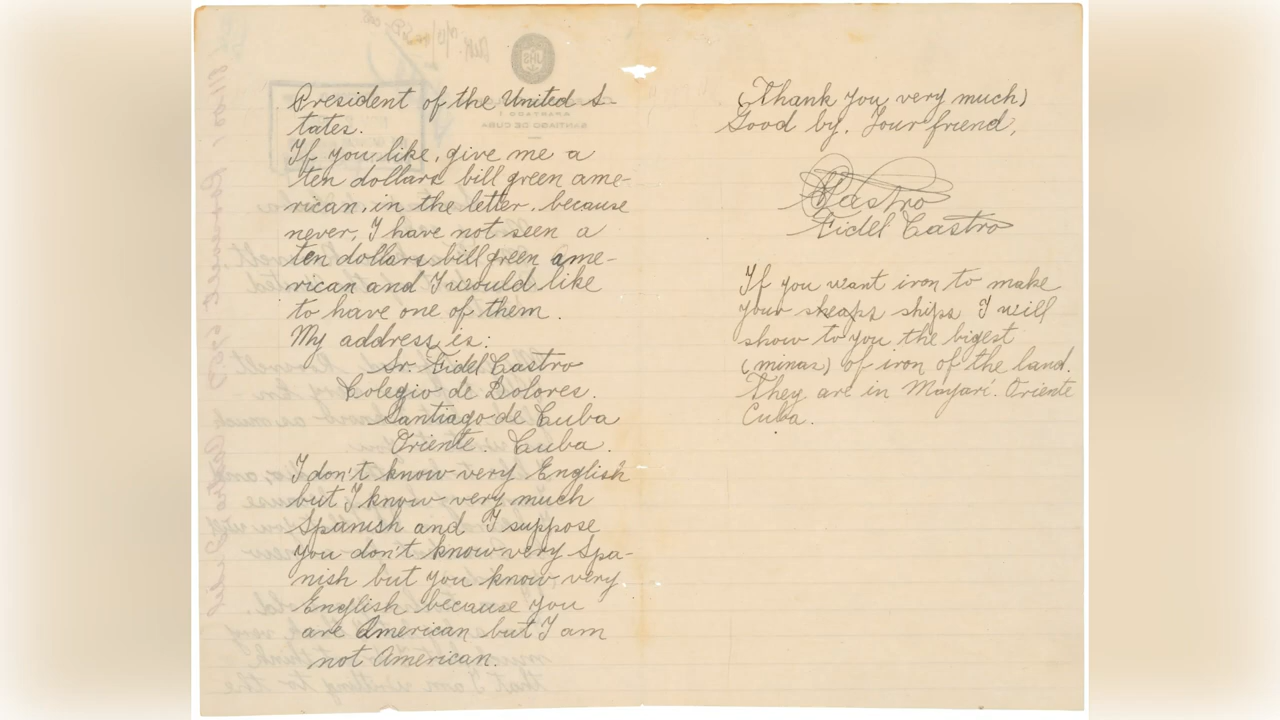 President of the United S-
tates.
If you like, give me a
ten dollars bill green ame-
rican, in the letter, because
never, I have not seen a
ten dollars bill green ame-
rican and I would like
to have one of them.
My address is:
Sr. Fidel Castro
Colegio de Dolores.
Santiago de Cuba
Oriente. Cuba.
I don't know very English
but I know very much
Spanish and I suppose
you don't know very Spa-
nish but you know very
English because you
are American but I am
not American.
(Thank you very much)
Good by. Your friend,
Castro
Fidel Castro
If you want iron to make
your ships I will
show to you the bigest
(minas) of iron of the land.
They are in Mayarí. Oriente
Cuba.